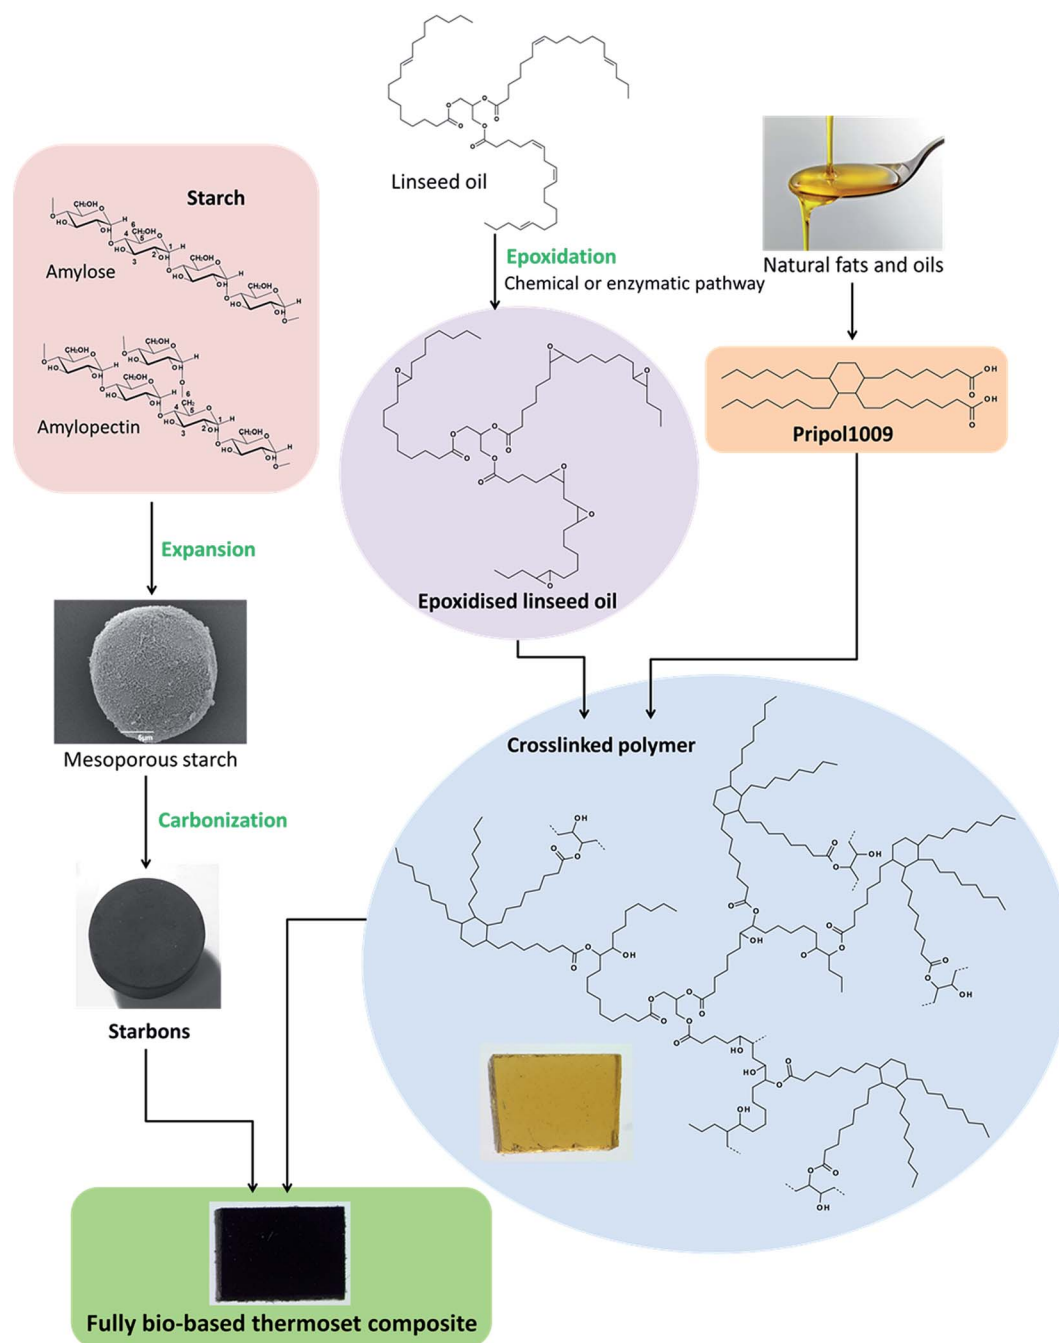 Linseed oil
Epoxidation
Chemical or enzymatic pathway
Natural fats and oils
Starch
Amylose
Amylopectin
Expansion
5μm
Mesoporous starch
Carbonization
Starbons
Epoxidised linseed oil
Pripol1009
Crosslinked polymer
Fully bio-based thermoset composite